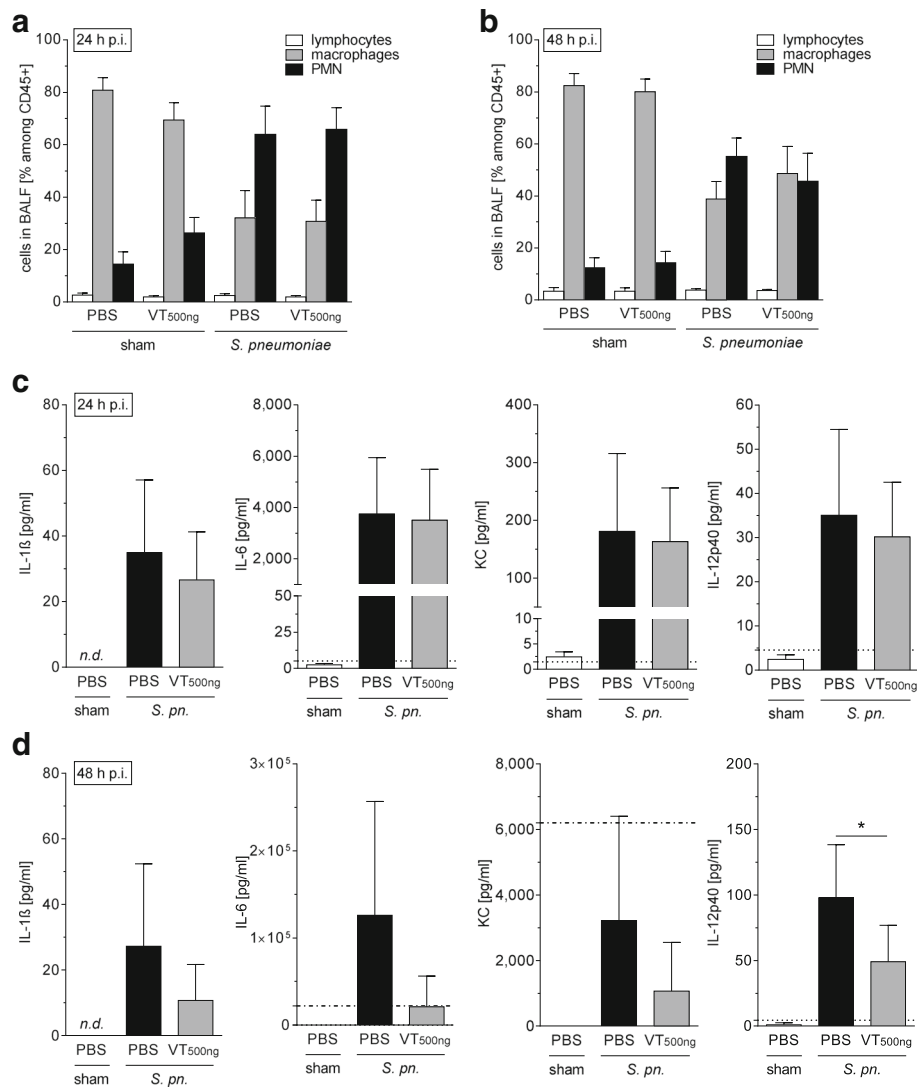 a
24 h p.i.
lymphocytes
macrophages
PMN
cells in BALF [% among CD45+]
100
80
60
40
20
0
PBS VT500ng PBS VT500ng
sham S. pneumoniae
b
48 h p.i.
lymphocytes
macrophages
PMN
cells in BALF [% among CD45+]
100
80
60
40
20
0
PBS VT500ng PBS VT500ng
sham S. pneumoniae
c
24 h p.i.
IL-1ß [pg/ml]
80
60
40
20
0
n.d.
PBS PBS VT500ng
sham S. pn.
IL-6 [pg/ml]
8,000
6,000
4,000
2,000
50
25
0
PBS PBS VT500ng
sham S. pn.
KC [pg/ml]
400
300
200
100
5
0
PBS PBS VT500ng
sham S. pn.
IL-12p40 [pg/ml]
60
50
40
30
20
10
0
PBS PBS VT500ng
sham S. pn.
d
48 h p.i.
IL-1ß [pg/ml]
80
60
40
20
0
n.d.
PBS PBS VT500ng
sham S. pn.
IL-6 [pg/ml]
3×10⁵
2×10⁵
1×10⁵
0
PBS PBS VT500ng
sham S. pn.
KC [pg/ml]
8,000
6,000
4,000
2,000
0
PBS PBS VT500ng
sham S. pn.
IL-12p40 [pg/ml]
200
150
100
50
0
*
PBS PBS VT500ng
sham S. pn.